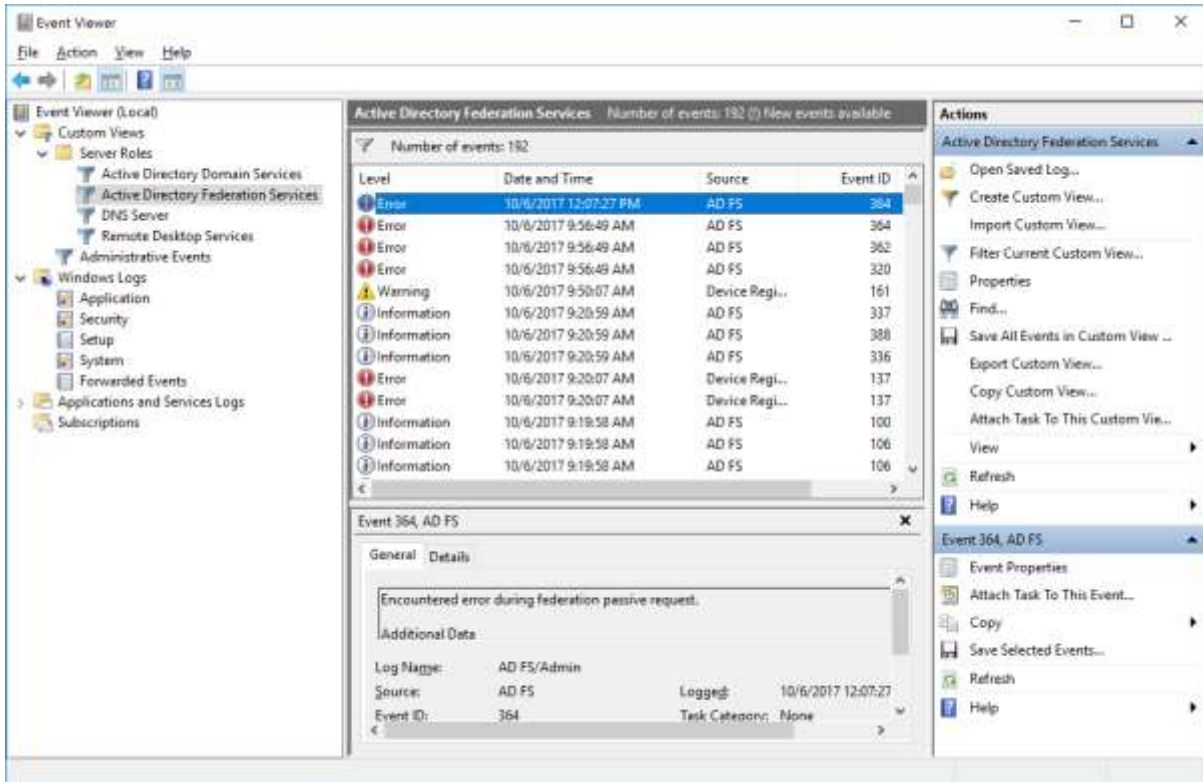 Event Viewer
File Action View Help
Event Viewer (Local)
Custom Views
Server Roles
Active Directory Domain Services
Active Directory Federation Services
DNS Server
Remote Desktop Services
Administrative Events
Windows Logs
Application
Security
Setup
System
Forwarded Events
Applications and Services Logs
Subscriptions
Active Directory Federation Services Number of events: 192 (!) New events available
Number of events: 192
Level Date and Time Source Event ID
Error 10/6/2017 12:07:27 PM AD FS 364
Error 10/6/2017 9:56:49 AM AD FS 364
Error 10/6/2017 9:56:49 AM AD FS 362
Error 10/6/2017 9:56:49 AM AD FS 320
Warning 10/6/2017 9:50:07 AM Device Regi... 161
Information 10/6/2017 9:20:59 AM AD FS 337
Information 10/6/2017 9:20:59 AM AD FS 388
Information 10/6/2017 9:20:59 AM AD FS 336
Error 10/6/2017 9:20:07 AM Device Regi... 137
Error 10/6/2017 9:20:07 AM Device Regi... 137
Information 10/6/2017 9:19:58 AM AD FS 100
Information 10/6/2017 9:19:58 AM AD FS 106
Information 10/6/2017 9:19:58 AM AD FS 106
Event 364, AD FS
General Details
Encountered error during federation passive request.
Additional Data
Log Name: AD FS/Admin
Source: AD FS Logged: 10/6/2017 12:07:27
Event ID: 364 Task Category: None
Actions
Active Directory Federation Services
Open Saved Log...
Create Custom View...
Import Custom View...
Filter Current Custom View...
Properties
Find...
Save All Events in Custom View ...
Export Custom View...
Copy Custom View...
Attach Task To This Custom Vie...
View
Refresh
Help
Event 364, AD FS
Event Properties
Attach Task To This Event...
Copy
Save Selected Events...
Refresh
Help